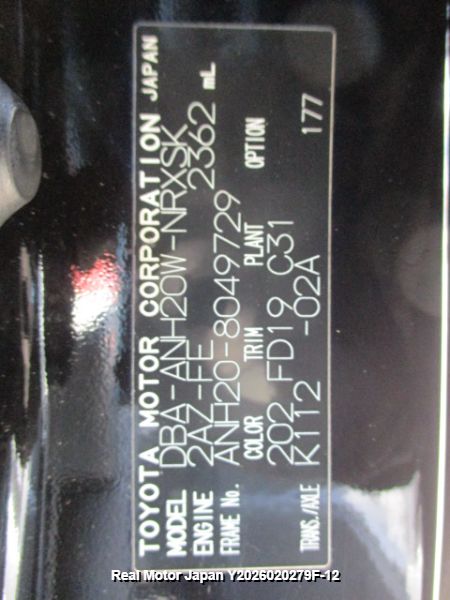 TOYOTA MOTOR CORPORATION JAPAN
MODEL DBA-ANH20W-NRXSK
ENGINE 2AZ-FE 2362 mL
FRAME No. ANH20-8049729
COLOR TRIM PLANT OPTION
202 FD19 C31
TRANS./AXLE K112 -02A 177
Real Motor Japan Y2026020279F-12